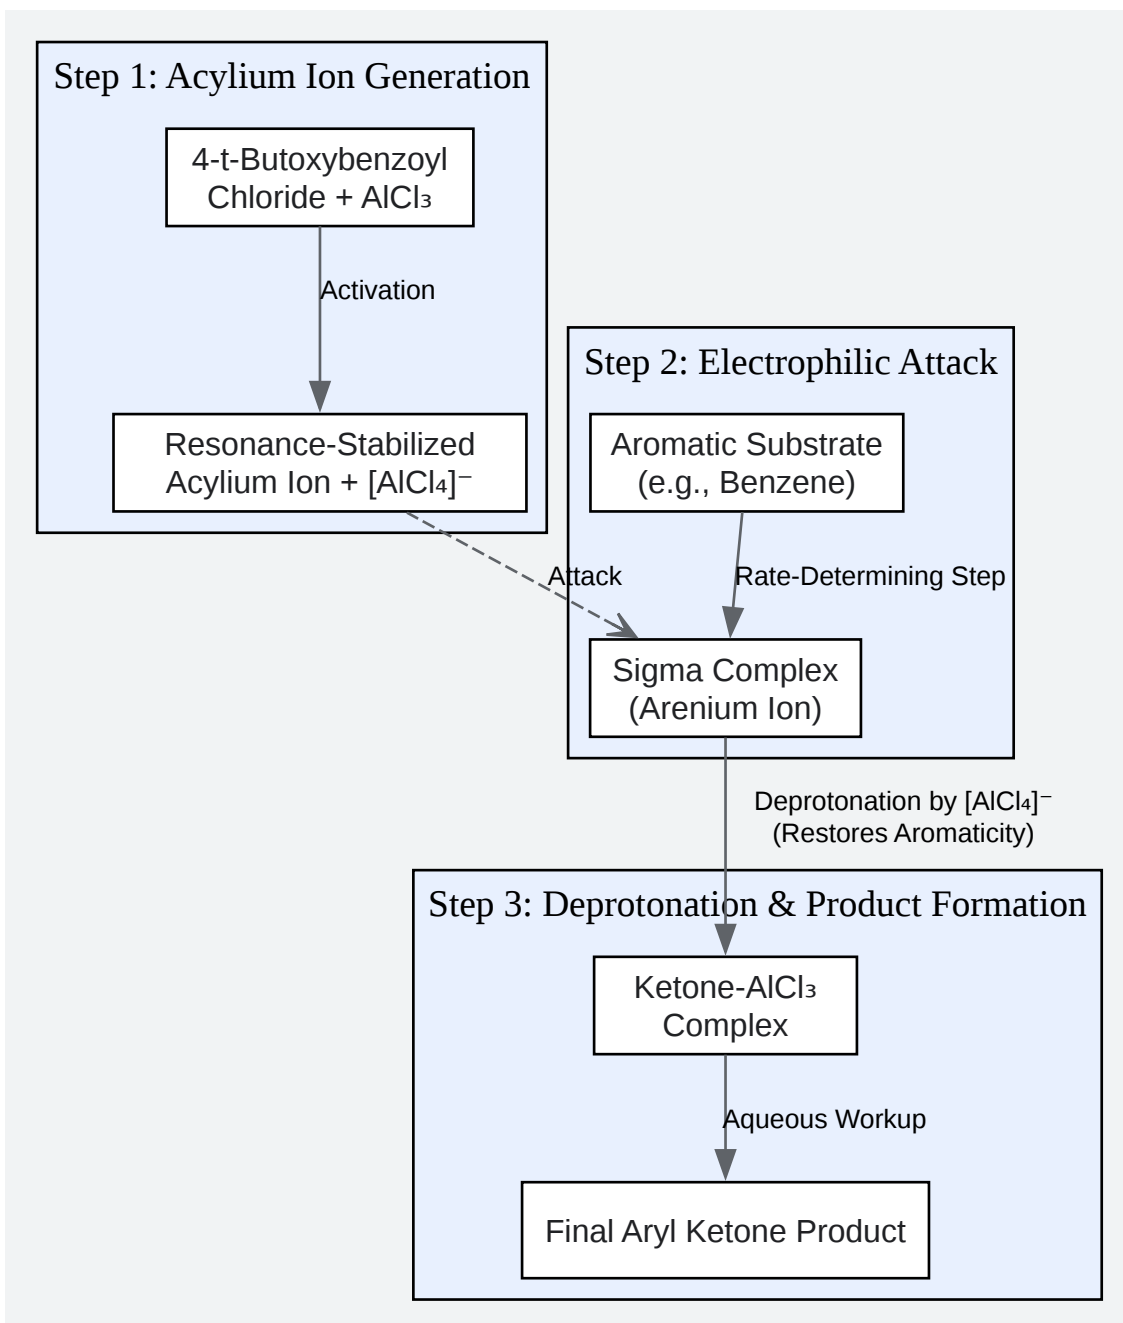 Step 1: Acylium Ion Generation
4-t-Butoxybenzoyl
Chloride + AlCl₃
Activation
Resonance-Stabilized
Acylium Ion + [AlCl₄]⁻
Step 2: Electrophilic Attack
Aromatic Substrate
(e.g., Benzene)
Attack
Rate-Determining Step
Sigma Complex
(Arenium Ion)
Deprotonation by [AlCl₄]⁻
(Restores Aromaticity)
Step 3: Deprotonation & Product Formation
Ketone-AlCl₃
Complex
Aqueous Workup
Final Aryl Ketone Product